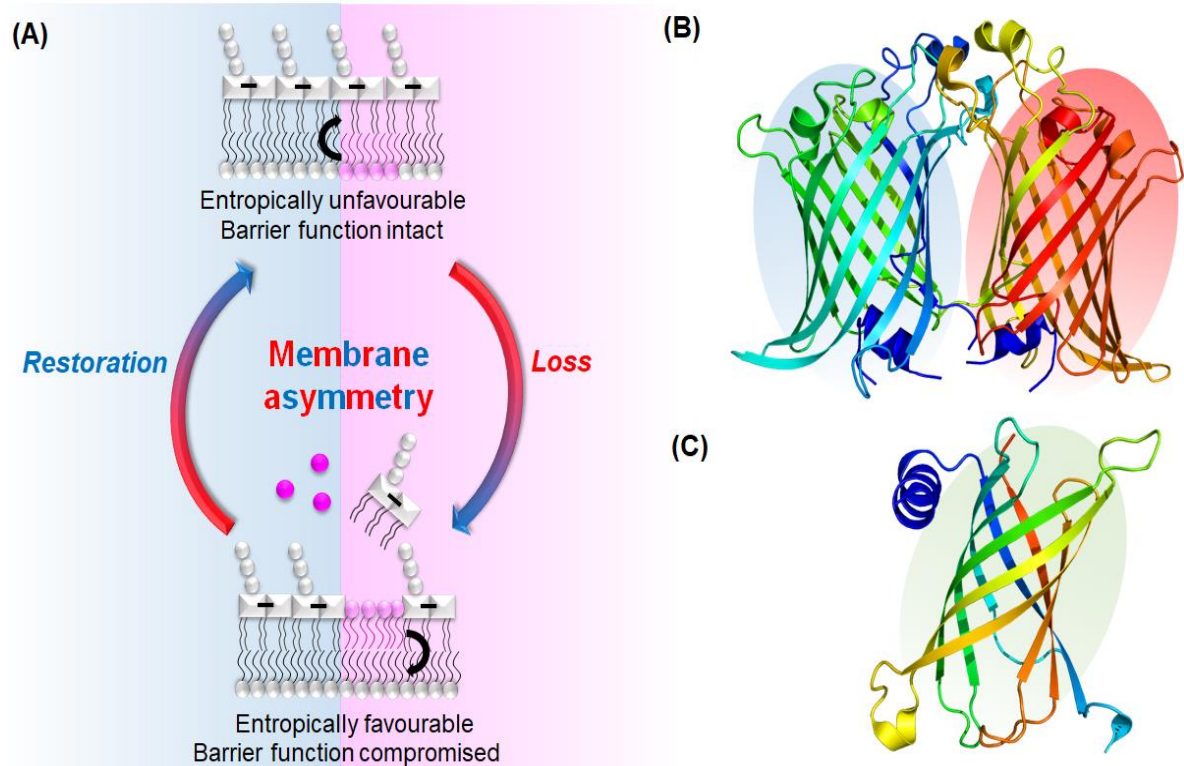 (A)
Entropically unfavourable
Barrier function intact
Restoration
Membrane
asymmetry
Loss
Entropically favourable
Barrier function compromised
(B)
(C)